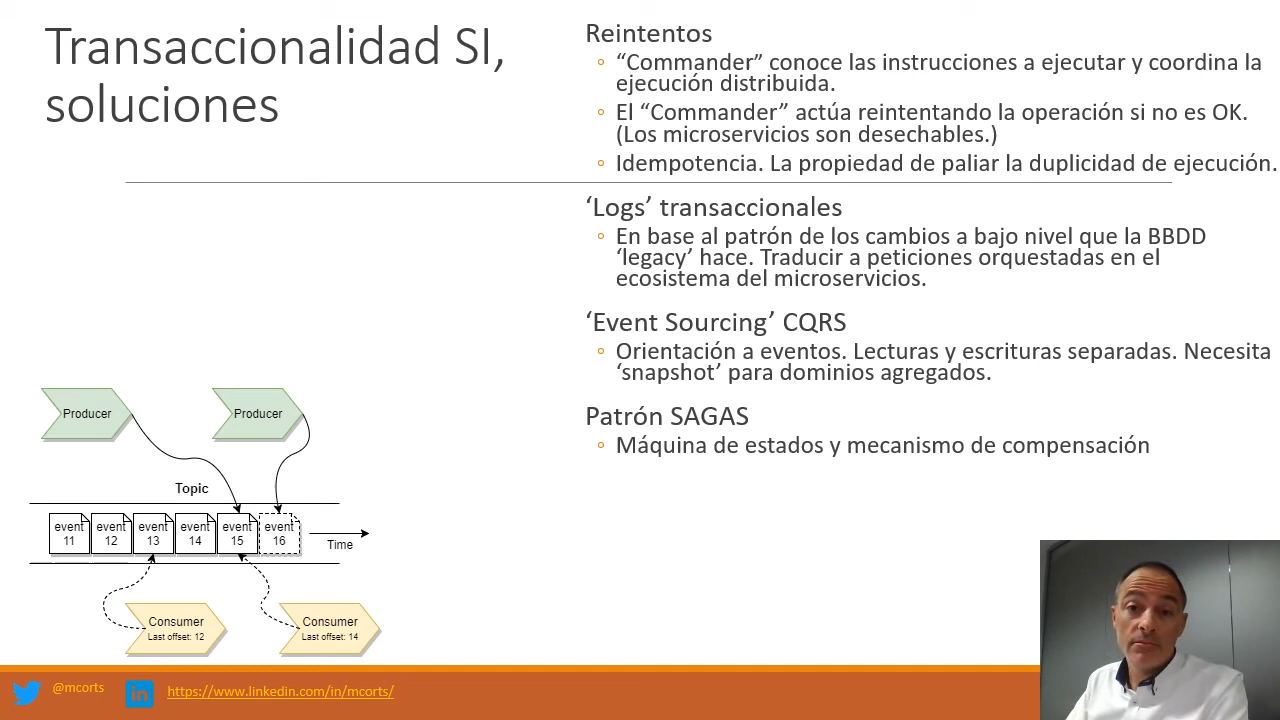 Transaccionalidad SI,
soluciones
Reintentos
“Commander” conoce las instrucciones a ejecutar y coordina la
ejecución distribuida.
El “Commander” actúa reintentando la operación si no es OK.
(Los microservicios son desechables.)
Idempotencia. La propiedad de paliar la duplicidad de ejecución.
‘Logs’ transaccionales
En base al patrón de los cambios a bajo nivel que la BBDD
‘legacy’ hace. Traducir a peticiones orquestadas en el
ecosistema del microservicios.
‘Event Sourcing’ CQRS
Orientación a eventos. Lecturas y escrituras separadas. Necesita
‘snapshot’ para dominios agregados.
Patrón SAGAS
Máquina de estados y mecanismo de compensación
Producer
Producer
Topic
event
11
event
12
event
13
event
14
event
15
event
16
Time
Consumer
Last offset: 12
Consumer
Last offset: 14
@mcorts
in
https://www.linkedin.com/in/mcorts/